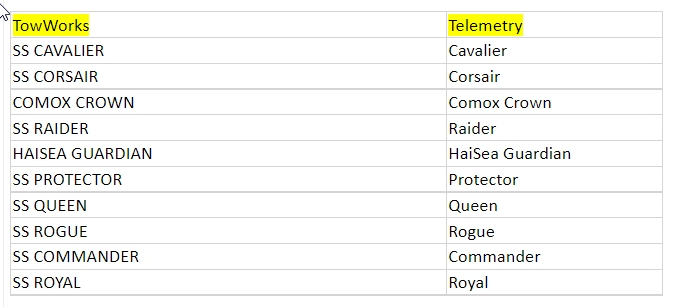 TowWorks Telemetry
SS CAVALIER Cavalier
SS CORSAIR Corsair
COMOX CROWN Comox Crown
SS RAIDER Raider
HAISEA GUARDIAN HaiSea Guardian
SS PROTECTOR Protector
SS QUEEN Queen
SS ROGUE Rogue
SS COMMANDER Commander
SS ROYAL Royal